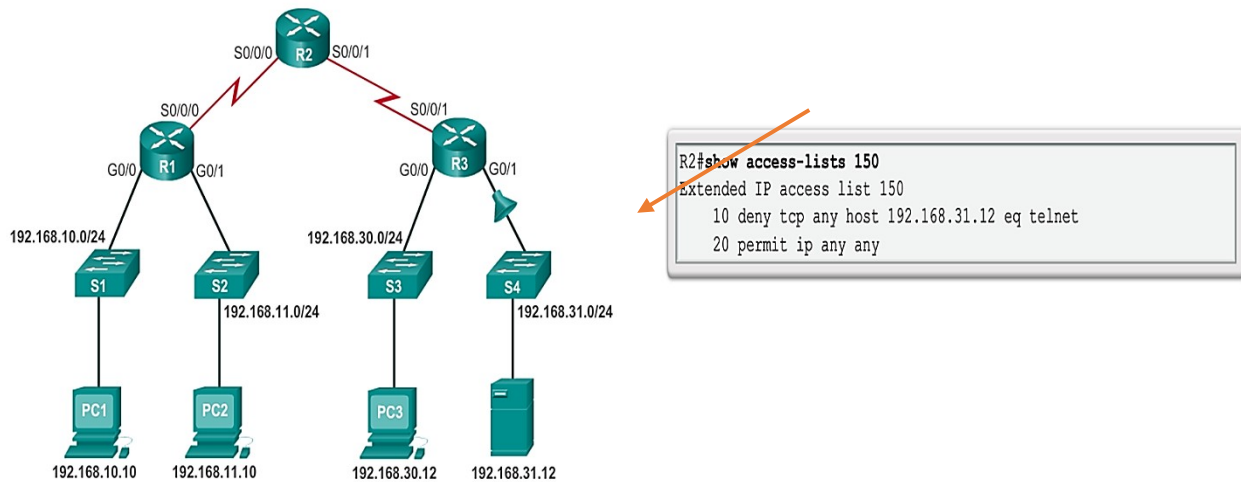 R2
S0/0/0
S0/0/1
S0/0/0
S0/0/1
R1
R3
G0/0
G0/1
G0/0
G0/1
192.168.10.0/24
192.168.30.0/24
S1
S2
S3
S4
192.168.11.0/24
192.168.31.0/24
PC1
PC2
PC3
192.168.10.10
192.168.11.10
192.168.30.12
192.168.31.12
R2#show access-lists 150
Extended IP access list 150
10 deny tcp any host 192.168.31.12 eq telnet
20 permit ip any any